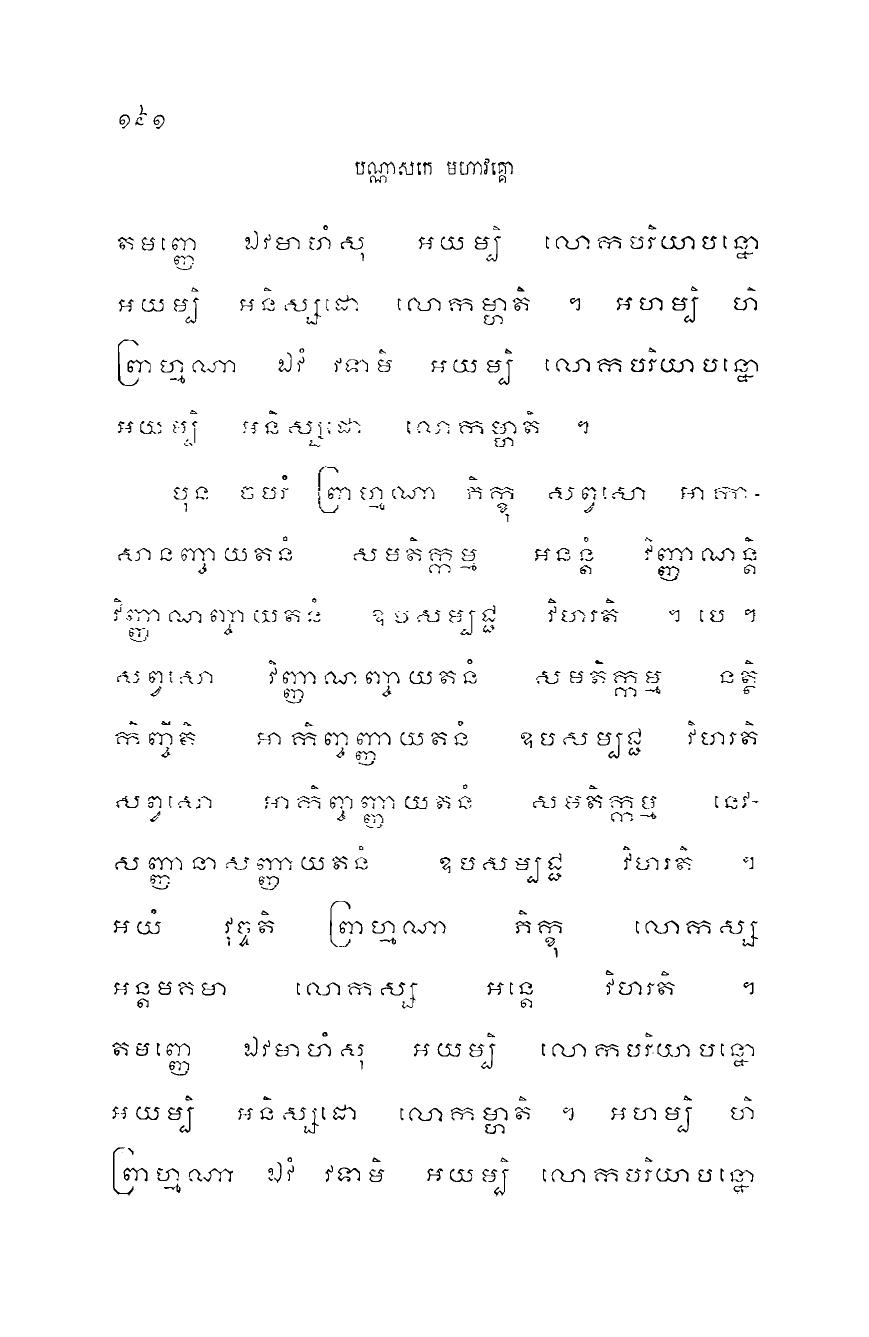 ១៩១
បណ្ណាសកេ មហាវគ្គោ
តមញ្ញេ ឯវមាហំសុ អយម្បិ លោកបរិយាបន្នោ
អយម្បិ អនិស្សដោ លោកម្ហាតិ ។ អហម្បិ ហិ
ព្រាហ្មណា ឯវំ វទាមិ អយម្បិ លោកបរិយាបន្នោ
អយម្បិ អនិស្សដោ លោកម្ហាតិ ។
បុន ចបរំ ព្រាហ្មណា ភិក្ខុ សព្វសោ អាកា-
សានញ្ចាយតនំ សមតិក្កម្ម អនន្តំ វិញ្ញាណន្តិ
វិញ្ញាណញ្ចាយតនំ ឧបសម្បជ្ជ វិហរតិ ។ បេ ។
សព្វសោ វិញ្ញាណញ្ចាយតនំ សមតិក្កម្ម នត្ថិ
កិញ្ចីតិ អាកិញ្ចញ្ញាយតនំ ឧបសម្បជ្ជ វិហរតិ
សព្វសោ អាកិញ្ចញ្ញាយតនំ សមតិក្កម្ម នេវ-
សញ្ញានាសញ្ញាយតនំ ឧបសម្បជ្ជ វិហរតិ ។
អយំ វុច្ចតិ ព្រាហ្មណា ភិក្ខុ លោកស្ស
អន្តមគមា លោកស្ស អន្តេ វិហរតិ ។
តមញ្ញេ ឯវមាហំសុ អយម្បិ លោកបរិយាបន្នោ
អយម្បិ អនិស្សដោ លោកម្ហាតិ ។ អហម្បិ ហិ
ព្រាហ្មណា ឯវំ វទាមិ អយម្បិ លោកបរិយាបន្នោ